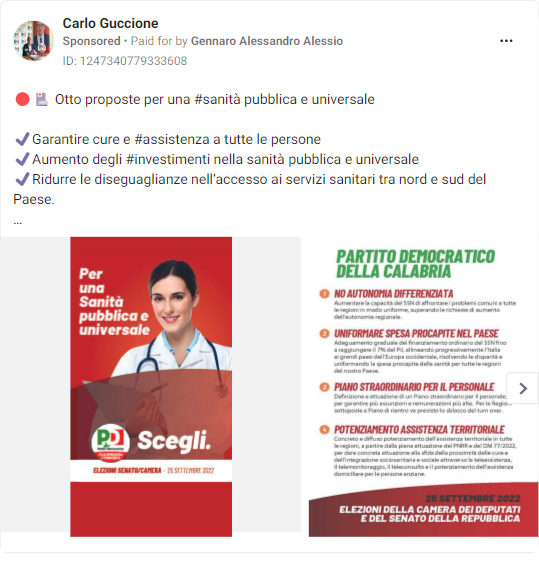 Carlo Guccione
Sponsored • Paid for by Gennaro Alessandro Alessio
ID: 1247340779333608
Otto proposte per una #sanità pubblica e universale
Garantire cure e #assistenza a tutte le persone
Aumento degli #investimenti nella sanità pubblica e universale
Ridurre le diseguaglianze nell'accesso ai servizi sanitari tra nord e sud del
Paese.
...
Per
una
Sanità
pubblica e
universale
PD
Scegli.
ELEZIONI SENATO/CAMERA - 25 SETTEMBRE 2022
PARTITO DEMOCRATICO
DELLA CALABRIA
1 NO AUTONOMIA DIFFERENZIATA
Aumentare la capacità del SSN di affrontare i problemi comuni a tutte
le regioni in modo uniforme, superando le richieste di aumento
dell'autonomia regionale.
2 UNIFORMARE SPESA PROCAPITE NEL PAESE
Adeguamento graduale del finanziamento ordinario del SSN fino
a raggiungere il 7% del PIL allineando progressivamente l'Italia
ai grandi paesi dell'Europa occidentale, risolvendo le disparità e
uniformando la spesa procapite della sanità per tutte le regioni
del nostro Paese.
3 PIANO STRAORDINARIO PER IL PERSONALE
Definizione e attuazione di un Piano straordinario per il personale,
per garantire più assunzioni e remunerazioni più alte. Per le Regioni
sottoposte a Piano di rientro va previsto lo sblocco del turn over.
4 POTENZIAMENTO ASSISTENZA TERRITORIALE
Concreto e diffuso potenziamento dell'assistenza territoriale in tutte
le regioni, a partire dalla piena attuazione del PNRR e del DM 77/2022,
per dare concreta attuazione alla sfida della prossimità delle cure e
dell'integrazione sociosanitaria e sociale attraverso la teleassistenza,
il telemonitoraggio, il teleconsulto e il potenziamento dell'assistenza
domiciliare per le persone anziane.
25 SETTEMBRE 2022
ELEZIONI DELLA CAMERA DEI DEPUTATI
E DEL SENATO DELLA REPUBBLICA